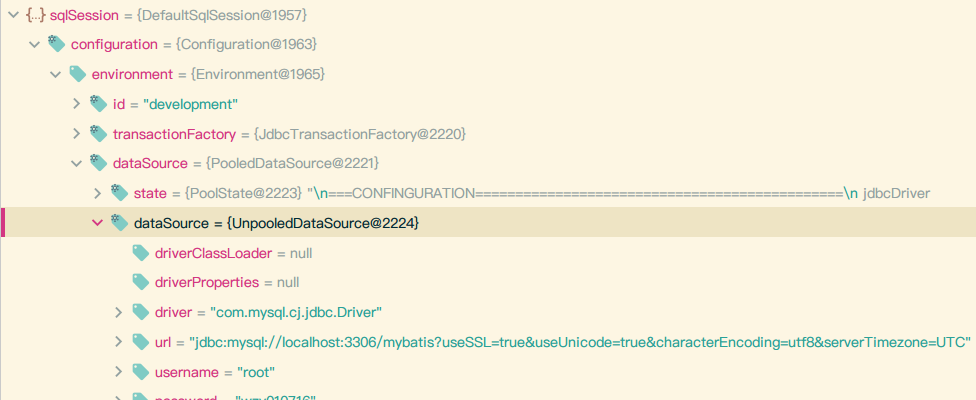 {...} sqlSession = {DefaultSqlSession@1957}
configuration = {Configuration@1963}
environment = {Environment@1965}
id = "development"
transactionFactory = {JdbcTransactionFactory@2220}
dataSource = {PooledDataSource@2221}
state = {PoolState@2223} "\n===CONFINGURATION==============================================\n jdbcDriver
dataSource = {UnpooledDataSource@2224}
driverClassLoader = null
driverProperties = null
driver = "com.mysql.cj.jdbc.Driver"
url = "jdbc:mysql://localhost:3306/mybatis?useSSL=true&useUnicode=true&characterEncoding=utf8&serverTimezone=UTC"
username = "root"
password =